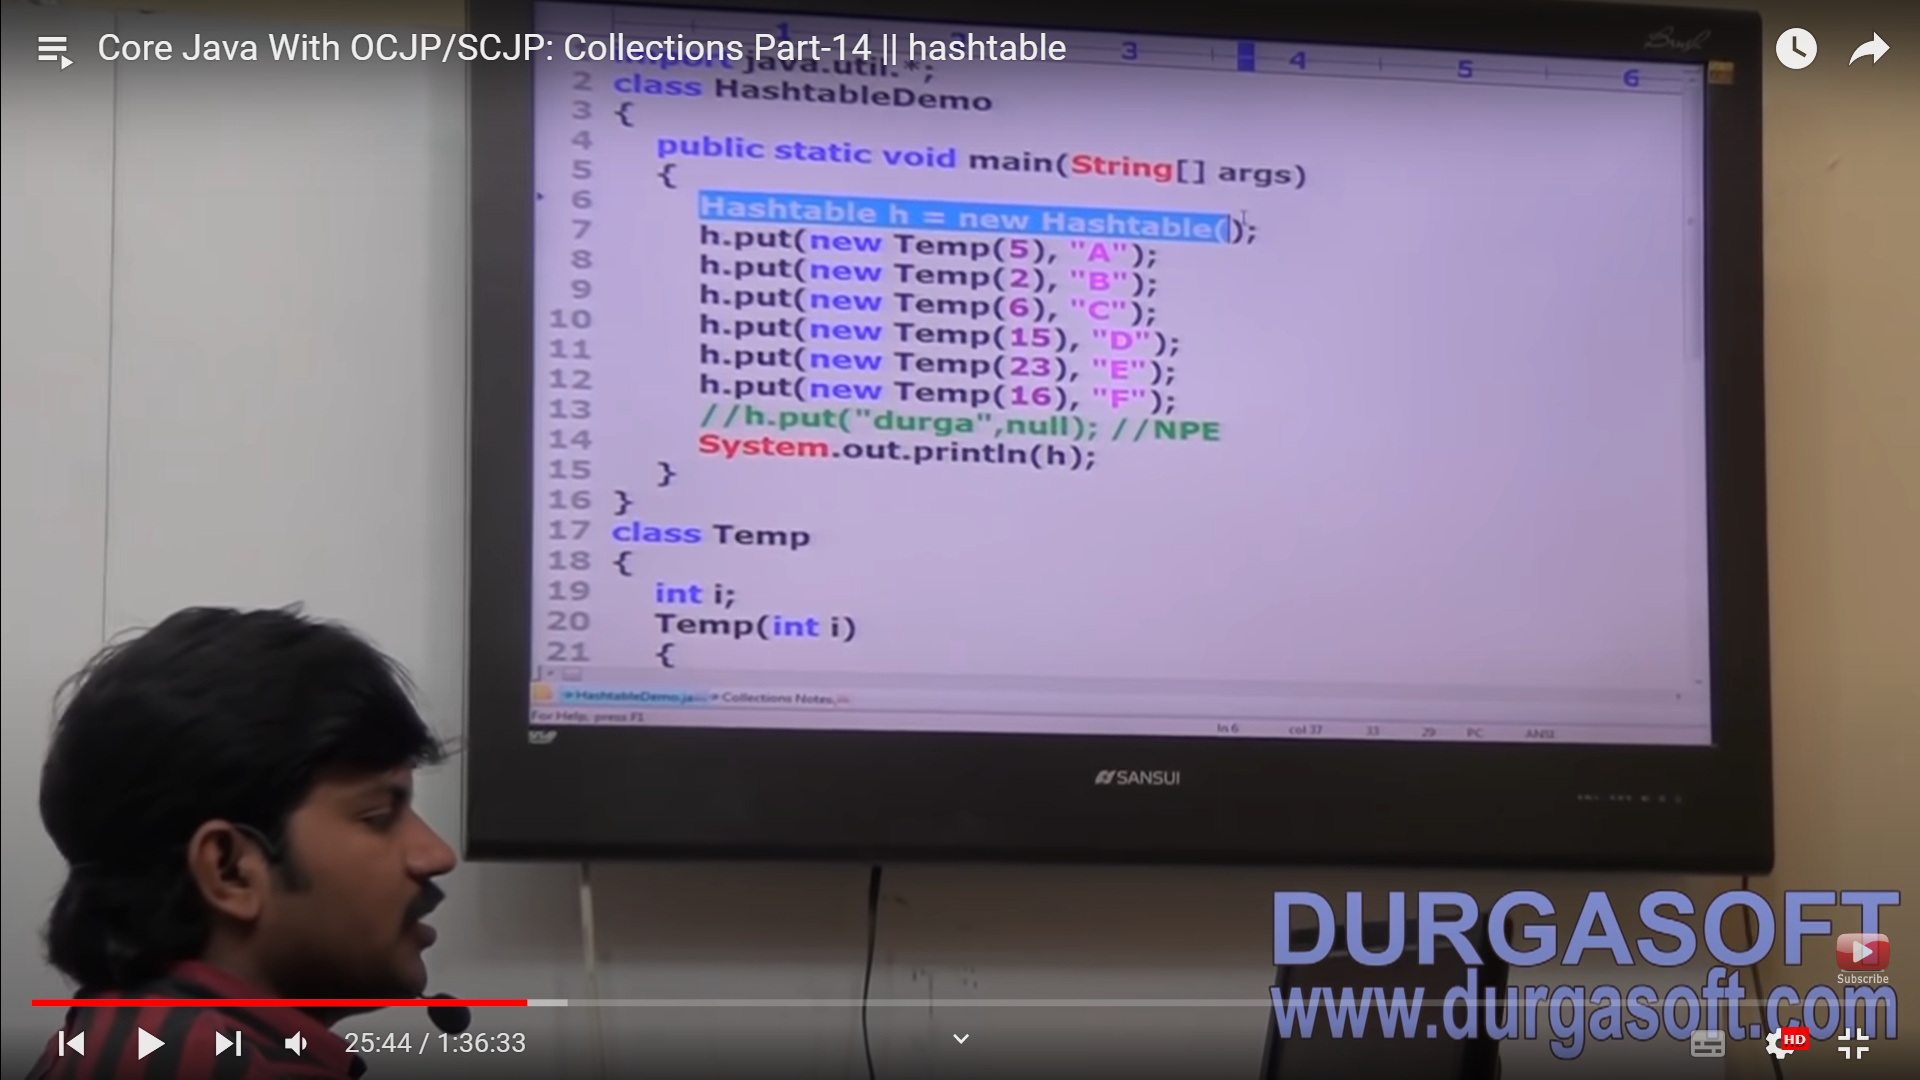 Core Java With OCJP/SCJP: Collections Part-14 || hashtable
1 3 4 5 6
import java.util.*;
2 class HashtableDemo
3 {
4 public static void main(String[] args)
5 {
6 Hashtable h = new Hashtable();
7 h.put(new Temp(5), "A");
8 h.put(new Temp(2), "B");
9 h.put(new Temp(6), "C");
10 h.put(new Temp(15), "D");
11 h.put(new Temp(23), "E");
12 h.put(new Temp(16), "F");
13 //h.put("durga",null); //NPE
14 System.out.println(h);
15 }
16 }
17 class Temp
18 {
19 int i;
20 Temp(int i)
21 {
HashtableDemo.ja Collections Notes
For Help, press F1
ln 6 col 37 33 29 PC ANSI
SANSUI
DURGASOFT
Subscribe
www.durgasoft.com
25:44 / 1:36:33
HD